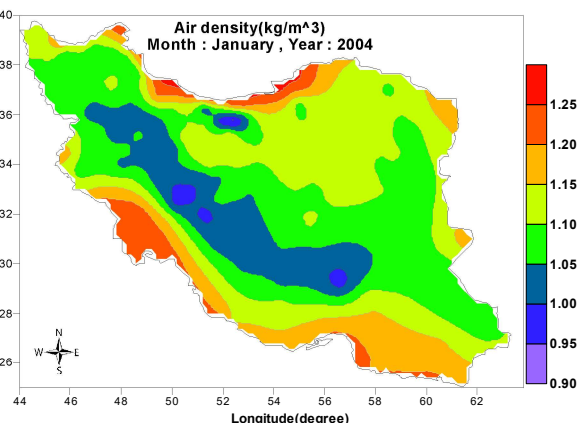 Air density(kg/m^3)
Month : January , Year : 2004
40
38
36
34
32
30
28
26
44 46 48 50 52 54 56 58 60 62
Longitude(degree)
N
W E
S
1.25
1.20
1.15
1.10
1.05
1.00
0.95
0.90